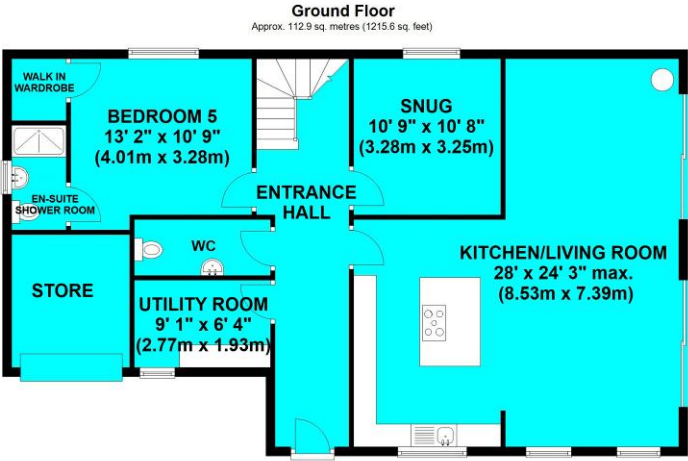 Ground Floor
Approx. 112.9 sq. metres (1215.6 sq. feet)
WALK IN
WARDROBE
BEDROOM 5
13' 2" x 10' 9"
(4.01m x 3.28m)
SNUG
10' 9" x 10' 8"
(3.28m x 3.25m)
EN-SUITE
SHOWER ROOM
ENTRANCE
HALL
WC
KITCHEN/LIVING ROOM
28' x 24' 3" max.
(8.53m x 7.39m)
STORE
UTILITY ROOM
9' 1" x 6' 4"
(2.77m x 1.93m)